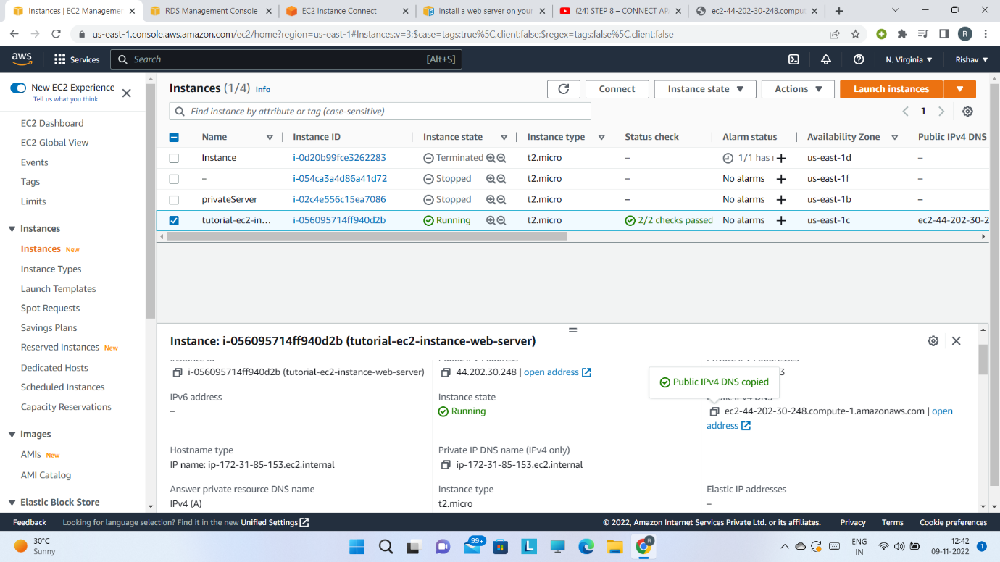 Instances | EC2 Managemen
RDS Management Console
EC2 Instance Connect
Install a web server on your
(24) STEP 8 – CONNECT AP
ec2-44-202-30-248.comput
us-east-1.console.aws.amazon.com/ec2/home?region=us-east-1#Instances:v=3;$case=tags:true%5C,client:false;$regex=tags:false%5C,client:false
R
aws
Services
Search
[Alt+S]
N. Virginia
Rishav
New EC2 Experience
Tell us what you think
EC2 Dashboard
EC2 Global View
Events
Tags
Limits
Instances
Instances New
Instance Types
Launch Templates
Spot Requests
Savings Plans
Reserved Instances New
Dedicated Hosts
Scheduled Instances
Capacity Reservations
Images
AMIs New
AMI Catalog
Elastic Block Store
Instances (1/4) Info
Connect
Instance state
Actions
Launch instances
Find instance by attribute or tag (case-sensitive)
1
Name Instance ID Instance state Instance type Status check Alarm status Availability Zone Public IPv4 DNS
Instance i-0d20b99fce3262283 Terminated t2.micro – 1/1 has us-east-1d –
– i-054ca3a4d86a41d72 Stopped t2.micro – No alarms us-east-1f –
privateServer i-02c4e556c15ea7086 Stopped t2.micro – No alarms us-east-1b –
tutorial-ec2-in... i-056095714ff940d2b Running t2.micro 2/2 checks passed No alarms us-east-1c ec2-44-202-30-2
Instance: i-056095714ff940d2b (tutorial-ec2-instance-web-server)
Instance ID
Public IPv4 address
Private IPv4 addresses
i-056095714ff940d2b (tutorial-ec2-instance-web-server)
44.202.30.248 | open address
3
Public IPv4 DNS copied
IPv6 address
–
Instance state
Running
Public IPv4 DNS
ec2-44-202-30-248.compute-1.amazonaws.com | open
address
Hostname type
IP name: ip-172-31-85-153.ec2.internal
Private IP DNS name (IPv4 only)
ip-172-31-85-153.ec2.internal
Answer private resource DNS name
IPv4 (A)
Instance type
t2.micro
Elastic IP addresses
–
Feedback
Looking for language selection? Find it in the new Unified Settings
© 2022, Amazon Internet Services Private Ltd. or its affiliates.
Privacy
Terms
Cookie preferences
30°C
Sunny
99+
L
R
ENG
IN
12:42
09-11-2022
1